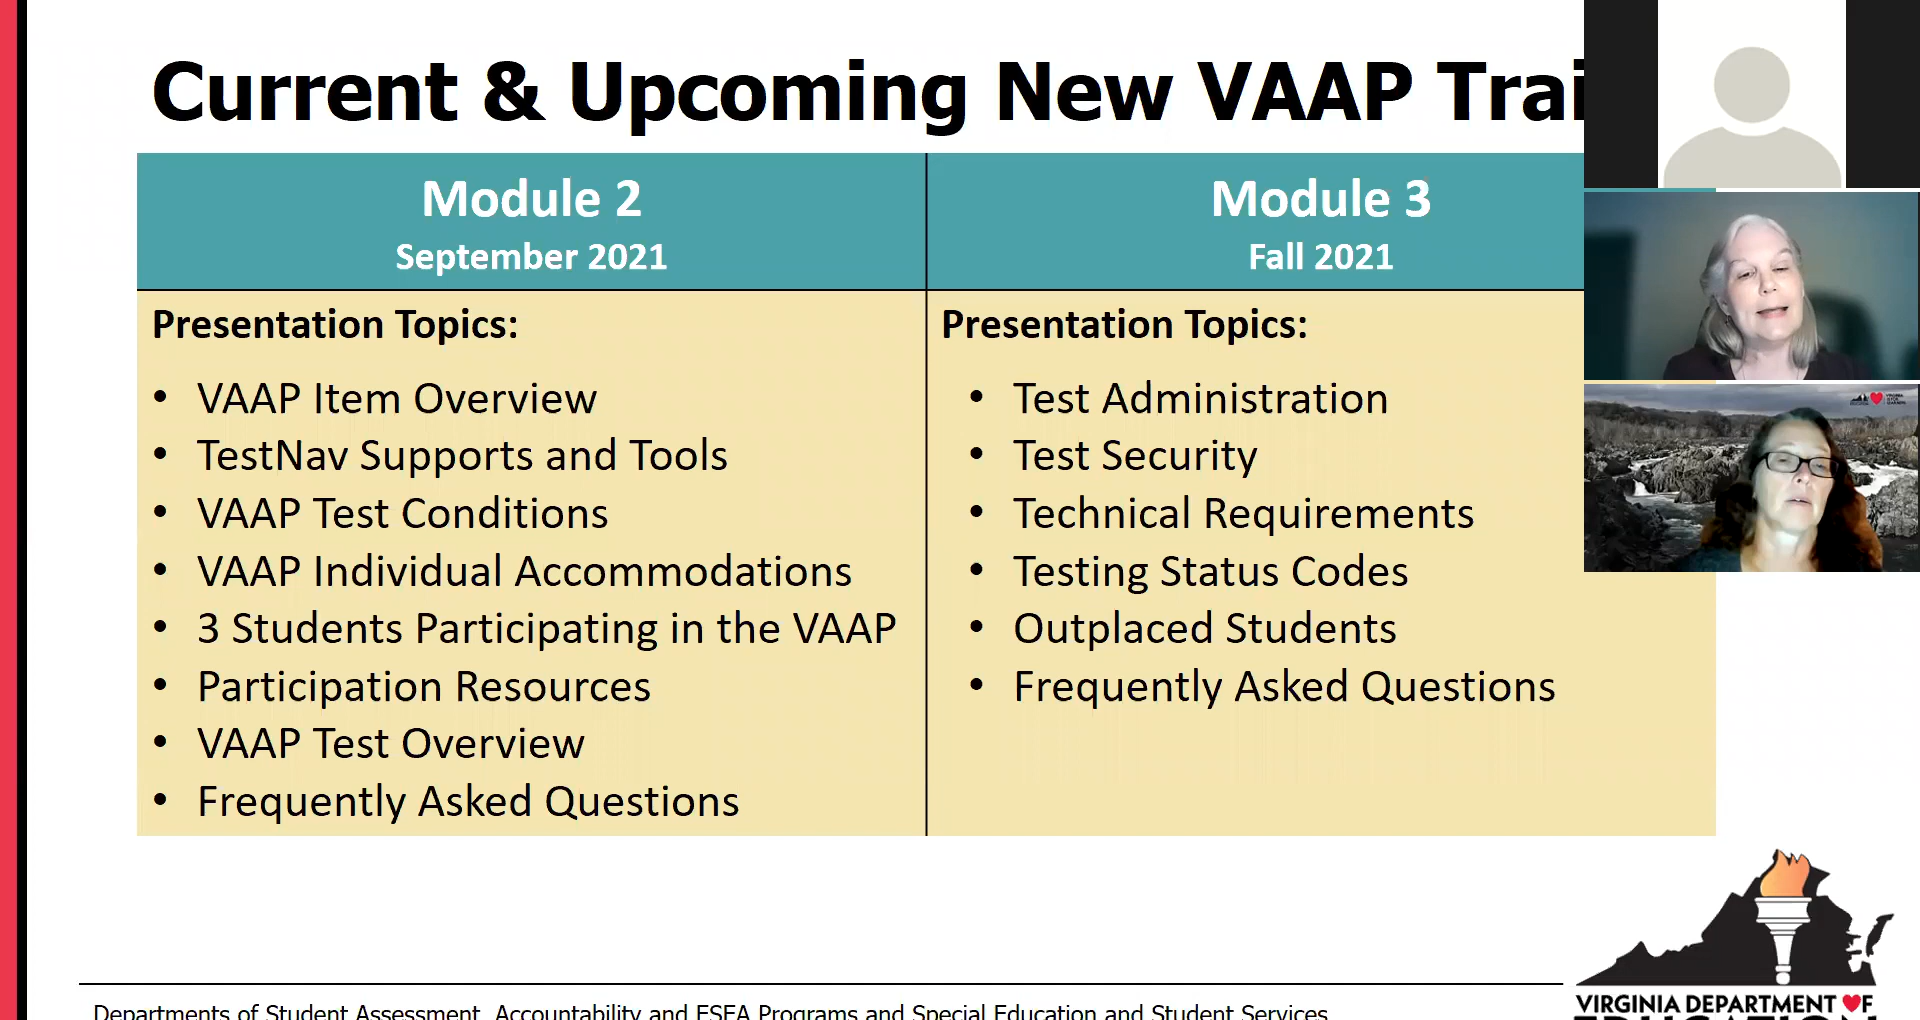 Current & Upcoming New VAAP Trai
Module 2
September 2021
Module 3
Fall 2021
Presentation Topics:
• VAAP Item Overview
• TestNav Supports and Tools
• VAAP Test Conditions
• VAAP Individual Accommodations
• 3 Students Participating in the VAAP
• Participation Resources
• VAAP Test Overview
• Frequently Asked Questions
Presentation Topics:
• Test Administration
• Test Security
• Technical Requirements
• Testing Status Codes
• Outplaced Students
• Frequently Asked Questions
Departments of Student Assessment, Accountability and ESEA Programs and Special Education and Student Services
VIRGINIA DEPARTMENT OF
EDUCATION